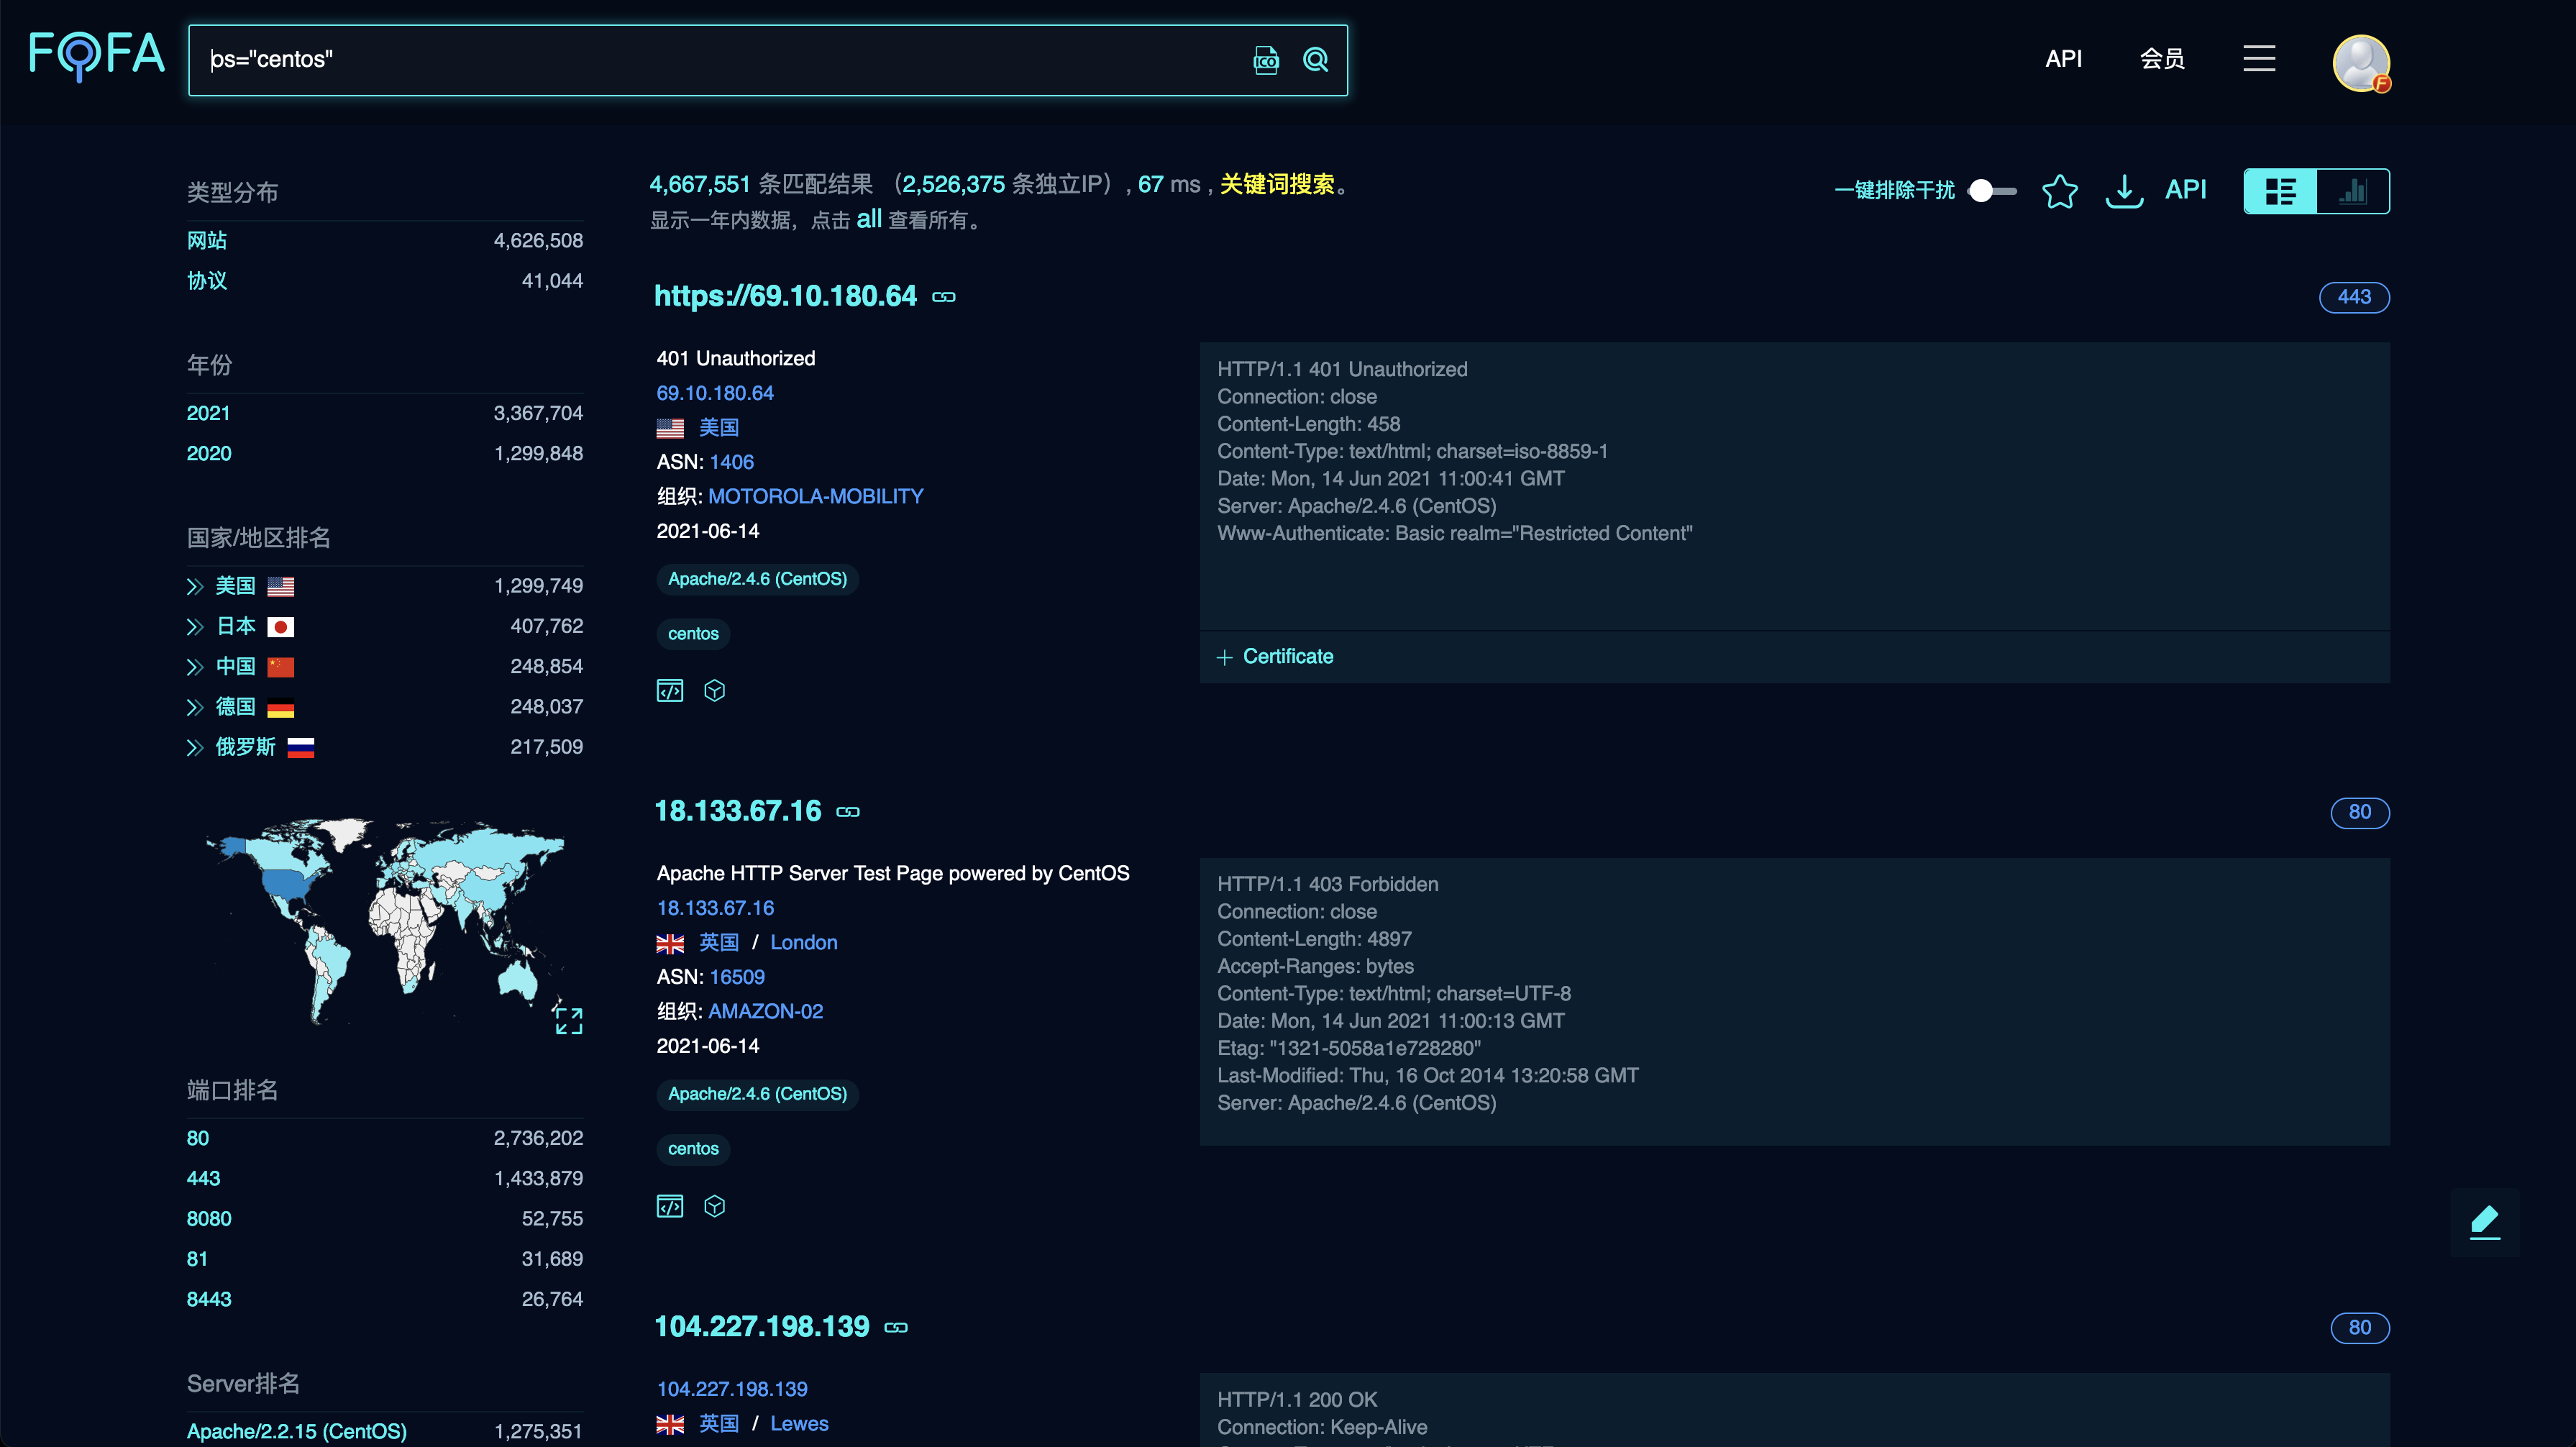 FOFA
os="centos"
ICO
API
会员
F
类型分布
网站 4,626,508
协议 41,044
年份
2021 3,367,704
2020 1,299,848
国家/地区排名
美国 1,299,749
日本 407,762
中国 248,854
德国 248,037
俄罗斯 217,509
端口排名
80 2,736,202
443 1,433,879
8080 52,755
81 31,689
8443 26,764
Server排名
Apache/2.2.15 (CentOS) 1,275,351
4,667,551 条匹配结果 （2,526,375 条独立IP）, 67 ms , 关键词搜索。
显示一年内数据，点击 all 查看所有。
一键排除干扰
API
https://69.10.180.64
443
401 Unauthorized
69.10.180.64
美国
ASN: 1406
组织: MOTOROLA-MOBILITY
2021-06-14
Apache/2.4.6 (CentOS)
centos
HTTP/1.1 401 Unauthorized
Connection: close
Content-Length: 458
Content-Type: text/html; charset=iso-8859-1
Date: Mon, 14 Jun 2021 11:00:41 GMT
Server: Apache/2.4.6 (CentOS)
Www-Authenticate: Basic realm="Restricted Content"
+ Certificate
18.133.67.16
80
Apache HTTP Server Test Page powered by CentOS
18.133.67.16
英国 / London
ASN: 16509
组织: AMAZON-02
2021-06-14
Apache/2.4.6 (CentOS)
centos
HTTP/1.1 403 Forbidden
Connection: close
Content-Length: 4897
Accept-Ranges: bytes
Content-Type: text/html; charset=UTF-8
Date: Mon, 14 Jun 2021 11:00:13 GMT
Etag: "1321-5058a1e728280"
Last-Modified: Thu, 16 Oct 2014 13:20:58 GMT
Server: Apache/2.4.6 (CentOS)
104.227.198.139
80
104.227.198.139
英国 / Lewes
HTTP/1.1 200 OK
Connection: Keep-Alive